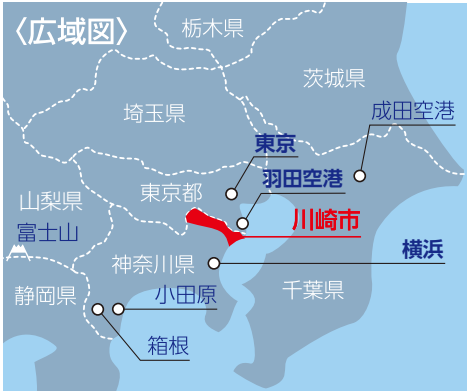 〈広域図〉
栃木県
茨城県
埼玉県
成田空港
東京
羽田空港
東京都
山梨県
川崎市
富士山
横浜
神奈川県
千葉県
静岡県
小田原
箱根